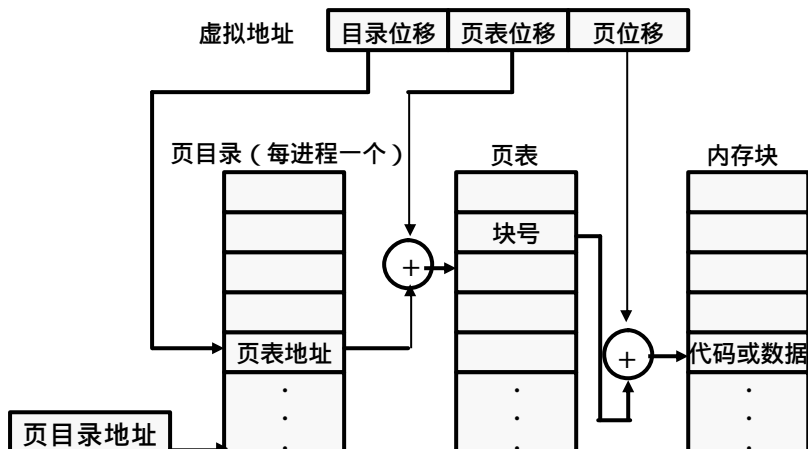 虚拟地址 目录位移 页表位移 页位移
页目录（每进程一个） 页表 内存块
块号
+
页表地址 + 代码或数据
页目录地址